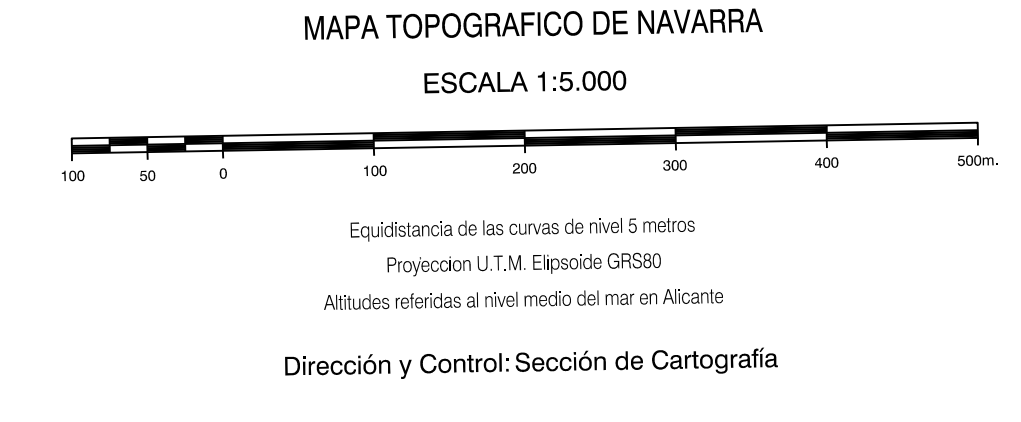 MAPA TOPOGRAFICO DE NAVARRA
ESCALA 1:5.000
100 50 0 100 200 300 400 500m.
Equidistancia de las curvas de nivel 5 metros
Proyeccion U.T.M. Elipsoide GRS80
Altitudes referidas al nivel medio del mar en Alicante
Dirección y Control: Sección de Cartografía